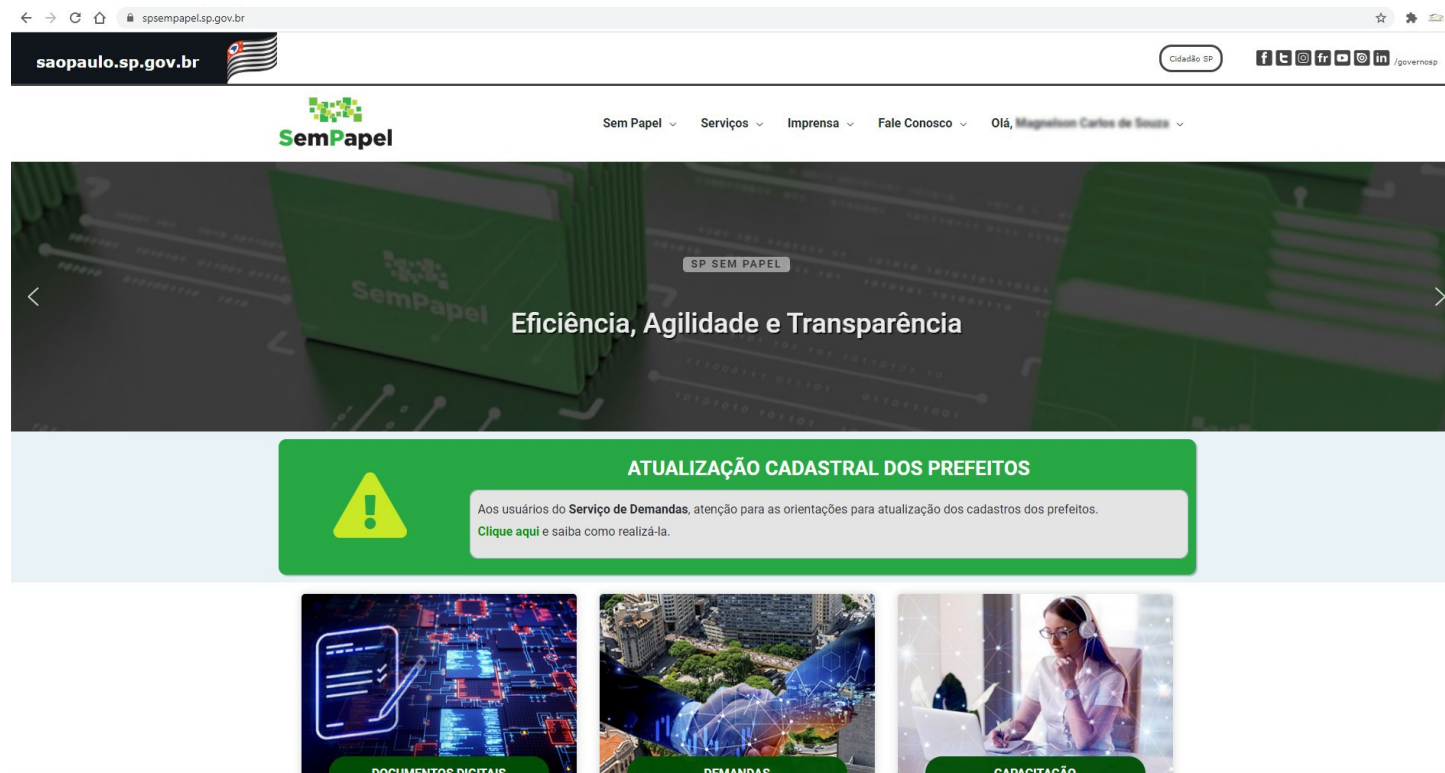 spsempapel.sp.gov.br
saopaulo.sp.gov.br
Cidadão SP
/governosp
SemPapel
Sem Papel
Serviços
Imprensa
Fale Conosco
Olá,
SemPapel
SP SEM PAPEL
Eficiência, Agilidade e Transparência
ATUALIZAÇÃO CADASTRAL DOS PREFEITOS
Aos usuários do Serviço de Demandas, atenção para as orientações para atualização dos cadastros dos prefeitos.
Clique aqui e saiba como realizá-la.
DOCUMENTOS DIGITAIS
DEMANDAS
CAPACITAÇÃO